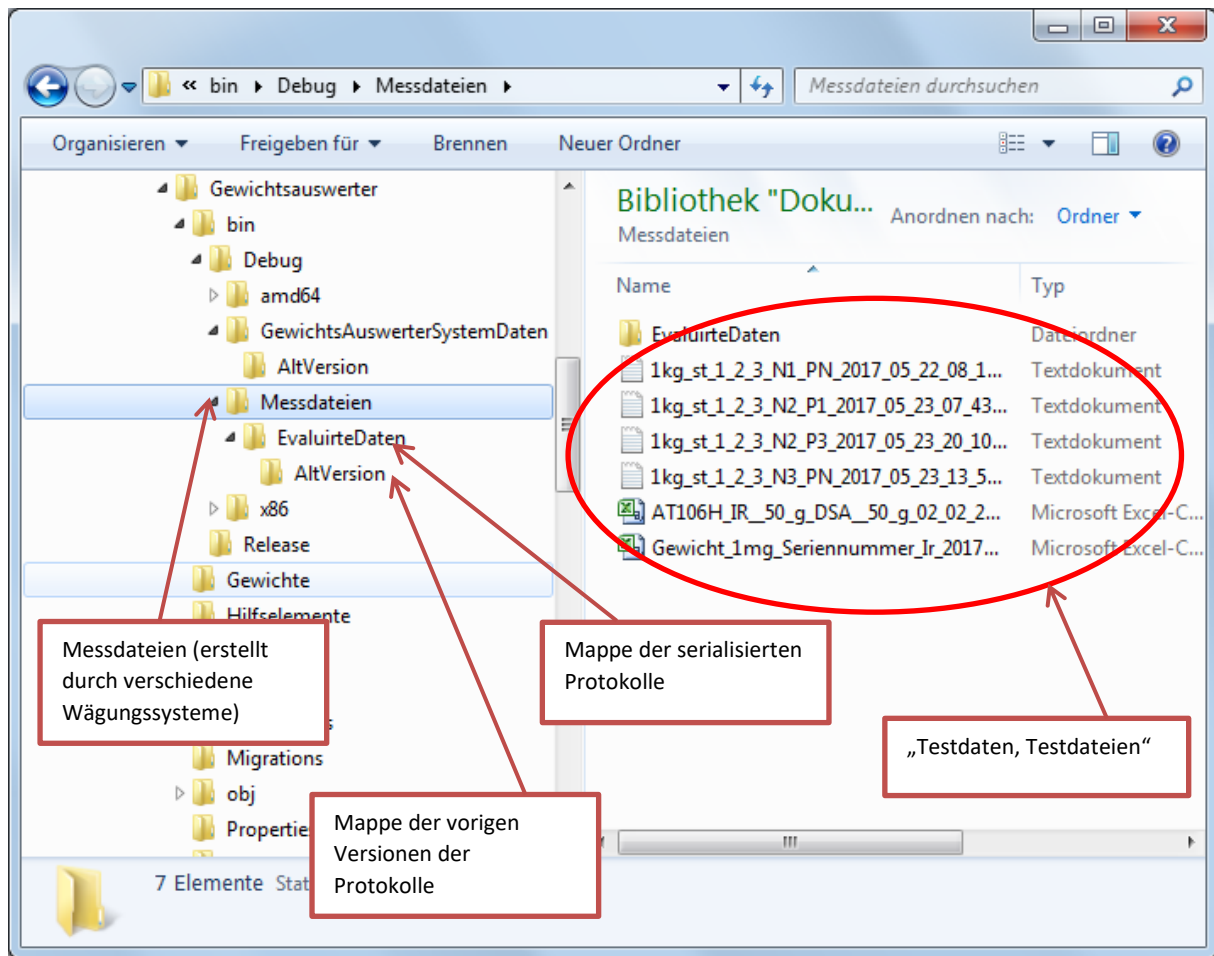 « bin ▸ Debug ▸ Messdateien ▸
Messdateien durchsuchen
Organisieren
Freigeben für
Brennen
Neuer Ordner
Gewichtsauswerter
bin
Debug
amd64
GewichtsAuswerterSystemDaten
AltVersion
Messdateien
EvaluirteDaten
AltVersion
x86
Release
Gewichte
Hilfselemente
Migrations
obj
Bibliothek "Doku...
Messdateien
Anordnen nach: Ordner
Name
Typ
EvaluirteDaten
Dateiordner
1kg_st_1_2_3_N1_PN_2017_05_22_08_1...
Textdokument
1kg_st_1_2_3_N2_P1_2017_05_23_07_43...
Textdokument
1kg_st_1_2_3_N2_P3_2017_05_23_20_10...
Textdokument
1kg_st_1_2_3_N3_PN_2017_05_23_13_5...
Textdokument
AT106H_IR__50_g_DSA__50_g_02_02_2...
Microsoft Excel-C...
Gewicht_1mg_Seriennummer_Ir_2017...
Microsoft Excel-C...
Messdateien (erstellt
durch verschiedene
Wägungssysteme)
Mappe der serialisierten
Protokolle
„Testdaten, Testdateien“
Mappe der vorigen
Versionen der
Protokolle
7 Elemente